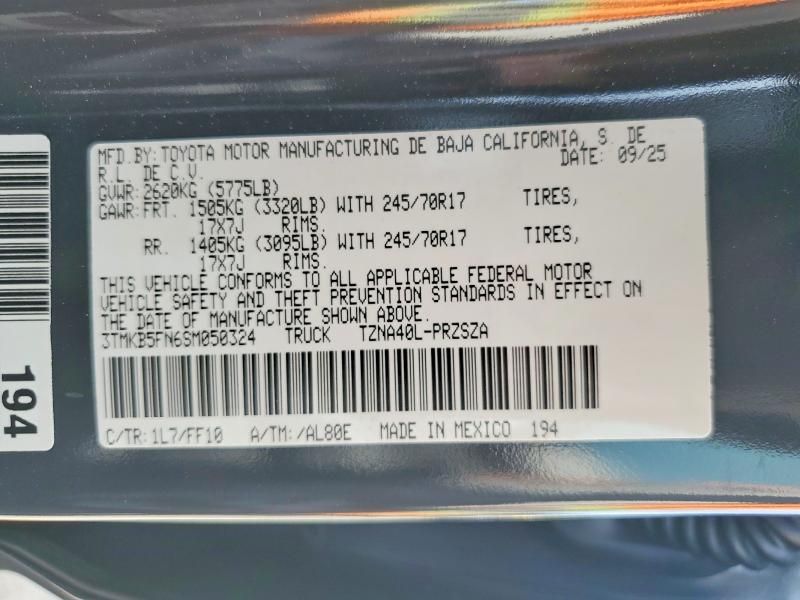 MFD.BY:TOYOTA MOTOR MANUFACTURING DE BAJA CALIFORNIA, S. DE
R.L. DE C.V. DATE: 09/25
GVWR:2620KG (5775LB)
GAWR:FRT. 1505KG (3320LB) WITH 245/70R17 TIRES,
17X7J RIMS.
RR. 1405KG (3095LB) WITH 245/70R17 TIRES,
17X7J RIMS.
THIS VEHICLE CONFORMS TO ALL APPLICABLE FEDERAL MOTOR
VEHICLE SAFETY AND THEFT PREVENTION STANDARDS IN EFFECT ON
THE DATE OF MANUFACTURE SHOWN ABOVE.
3TMKB5FN6SM050324 TRUCK TZNA40L-PRZSZA
C/TR:1L7/FF10 A/TM:/AL80E MADE IN MEXICO 194
194